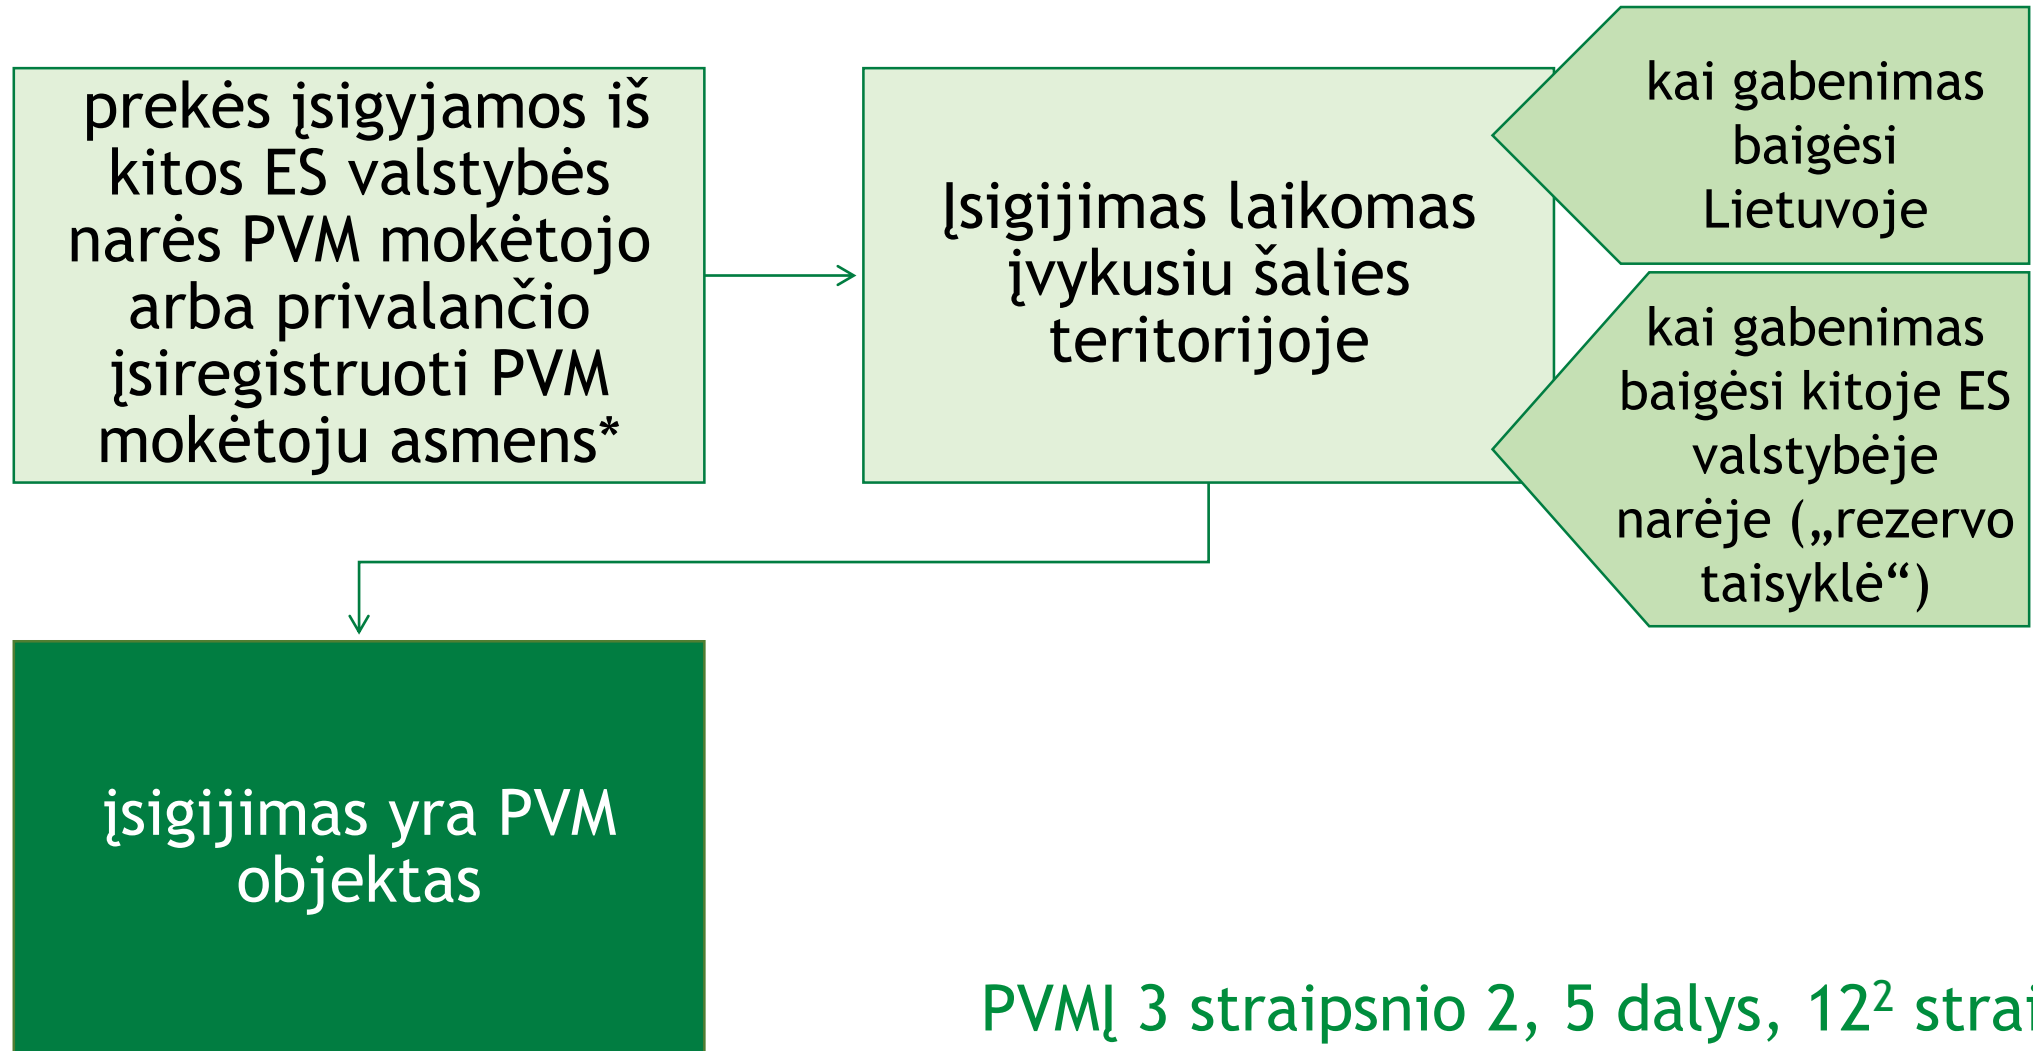 prekės įsigyjamos iš
kitos ES valstybės
narės PVM mokėtojo
arba privalančio
įsiregistruoti PVM
mokėtoju asmens*
Įsigijimas laikomas
įvykusiu šalies
teritorijoje
kai gabenimas
baigėsi
Lietuvoje
kai gabenimas
baigėsi kitoje ES
valstybėje
narėje („rezervo
taisyklė“)
įsigijimas yra PVM
objektas
PVMĮ 3 straipsnio 2, 5 dalys, 12² strai